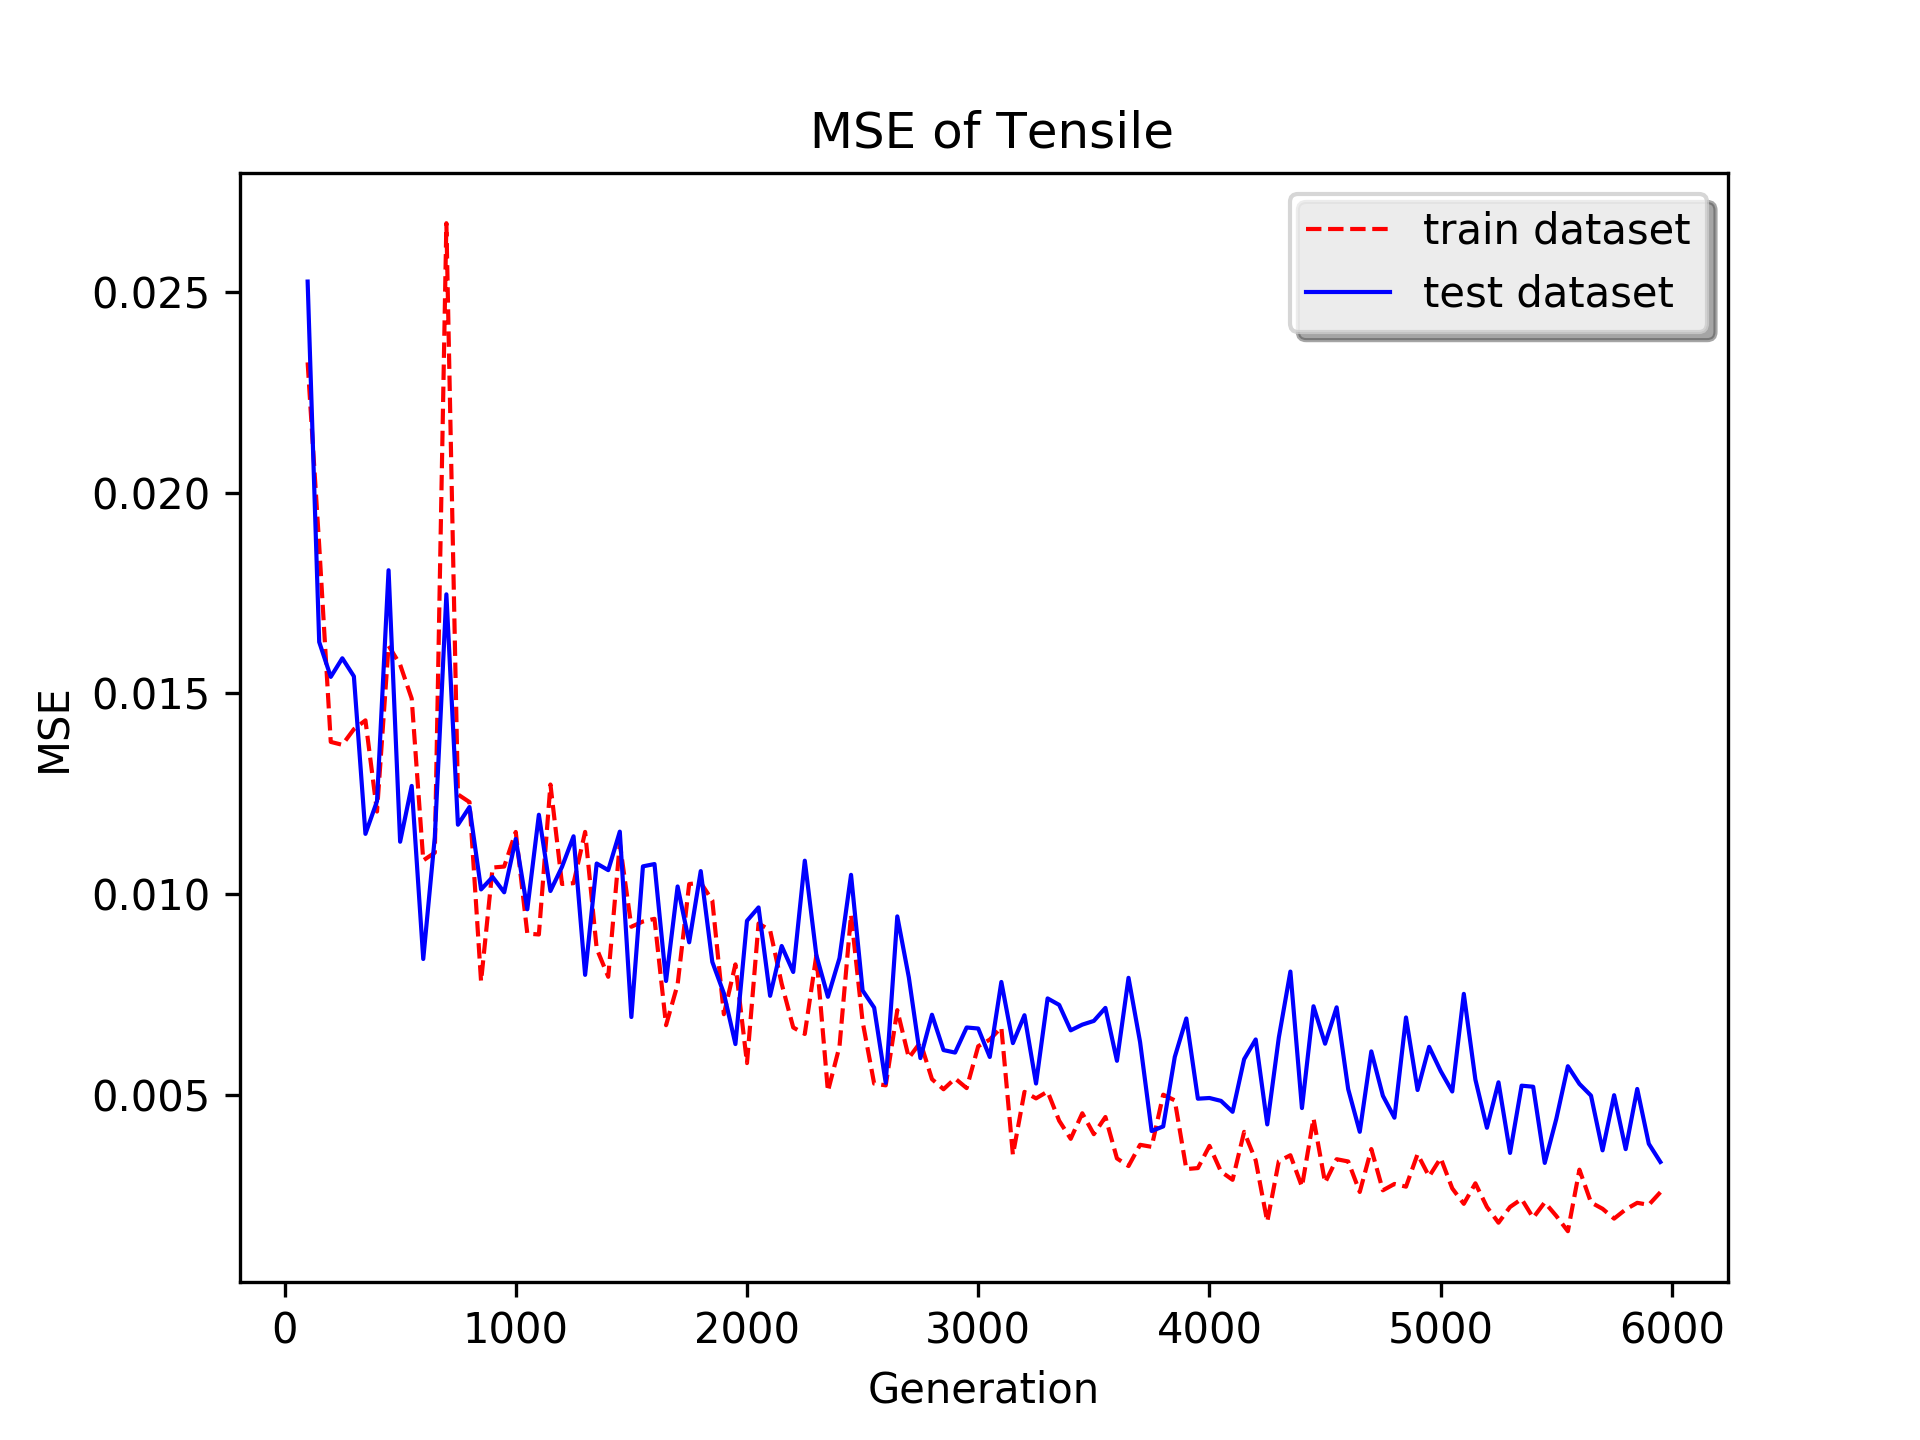 MSE of Tensile
train dataset
test dataset
MSE
0.025
0.020
0.015
0.010
0.005
0 1000 2000 3000 4000 5000 6000
Generation